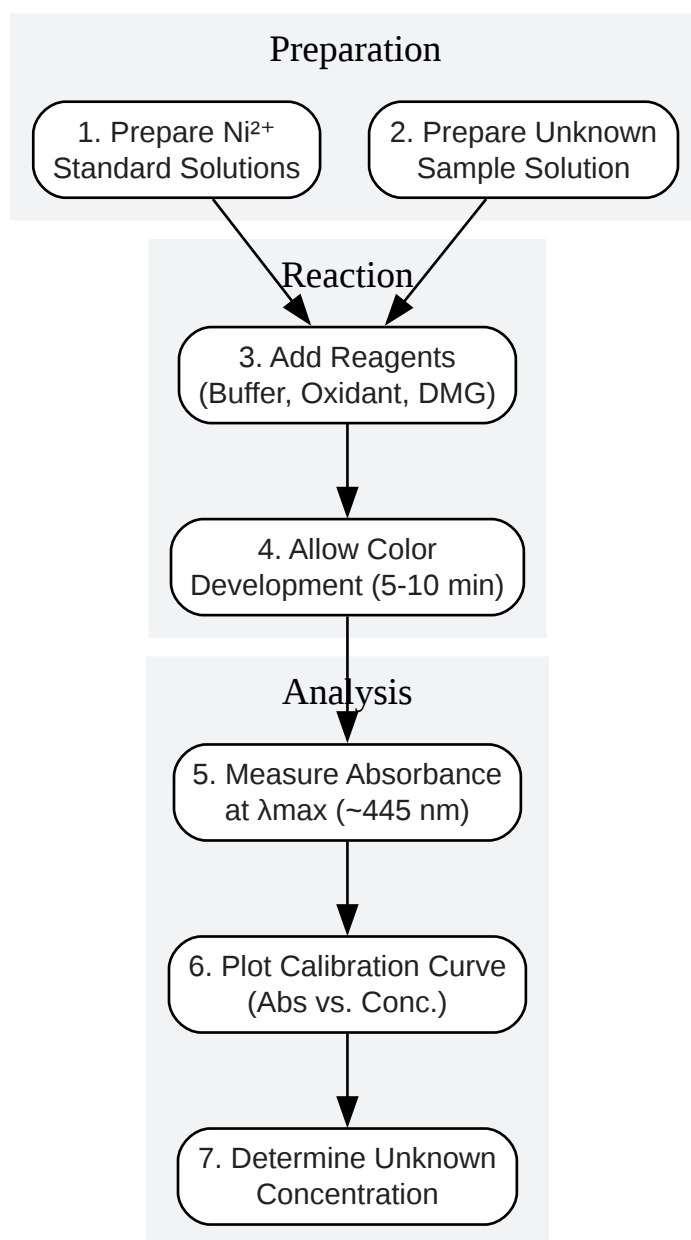 Preparation
1. Prepare Ni²⁺
Standard Solutions
2. Prepare Unknown
Sample Solution
Reaction
3. Add Reagents
(Buffer, Oxidant, DMG)
4. Allow Color
Development (5-10 min)
Analysis
5. Measure Absorbance
at λmax (~445 nm)
6. Plot Calibration Curve
(Abs vs. Conc.)
7. Determine Unknown
Concentration